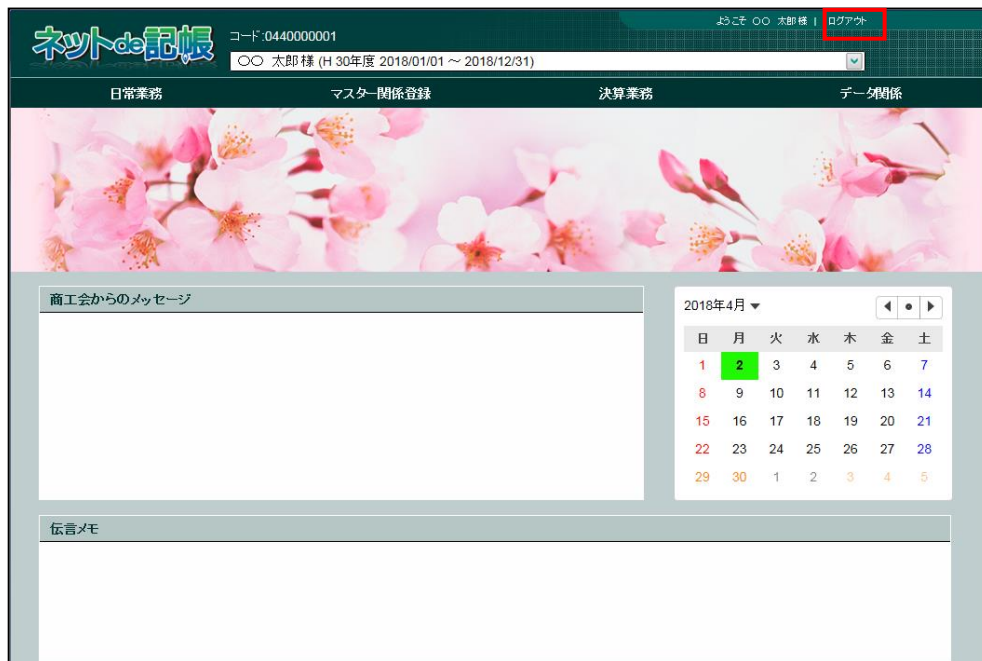 ようこそ 〇〇 太郎 様 | ログアウト
ネットde記帳
コード:0440000001
〇〇 太郎 様 (H 30年度 2018/01/01 ～ 2018/12/31)
日常業務 マスター関係登録 決算業務 データ関係
商工会からのメッセージ
2018年4月
日 月 火 水 木 金 土
1 2 3 4 5 6 7
8 9 10 11 12 13 14
15 16 17 18 19 20 21
22 23 24 25 26 27 28
29 30 1 2 3 4 5
伝言メモ